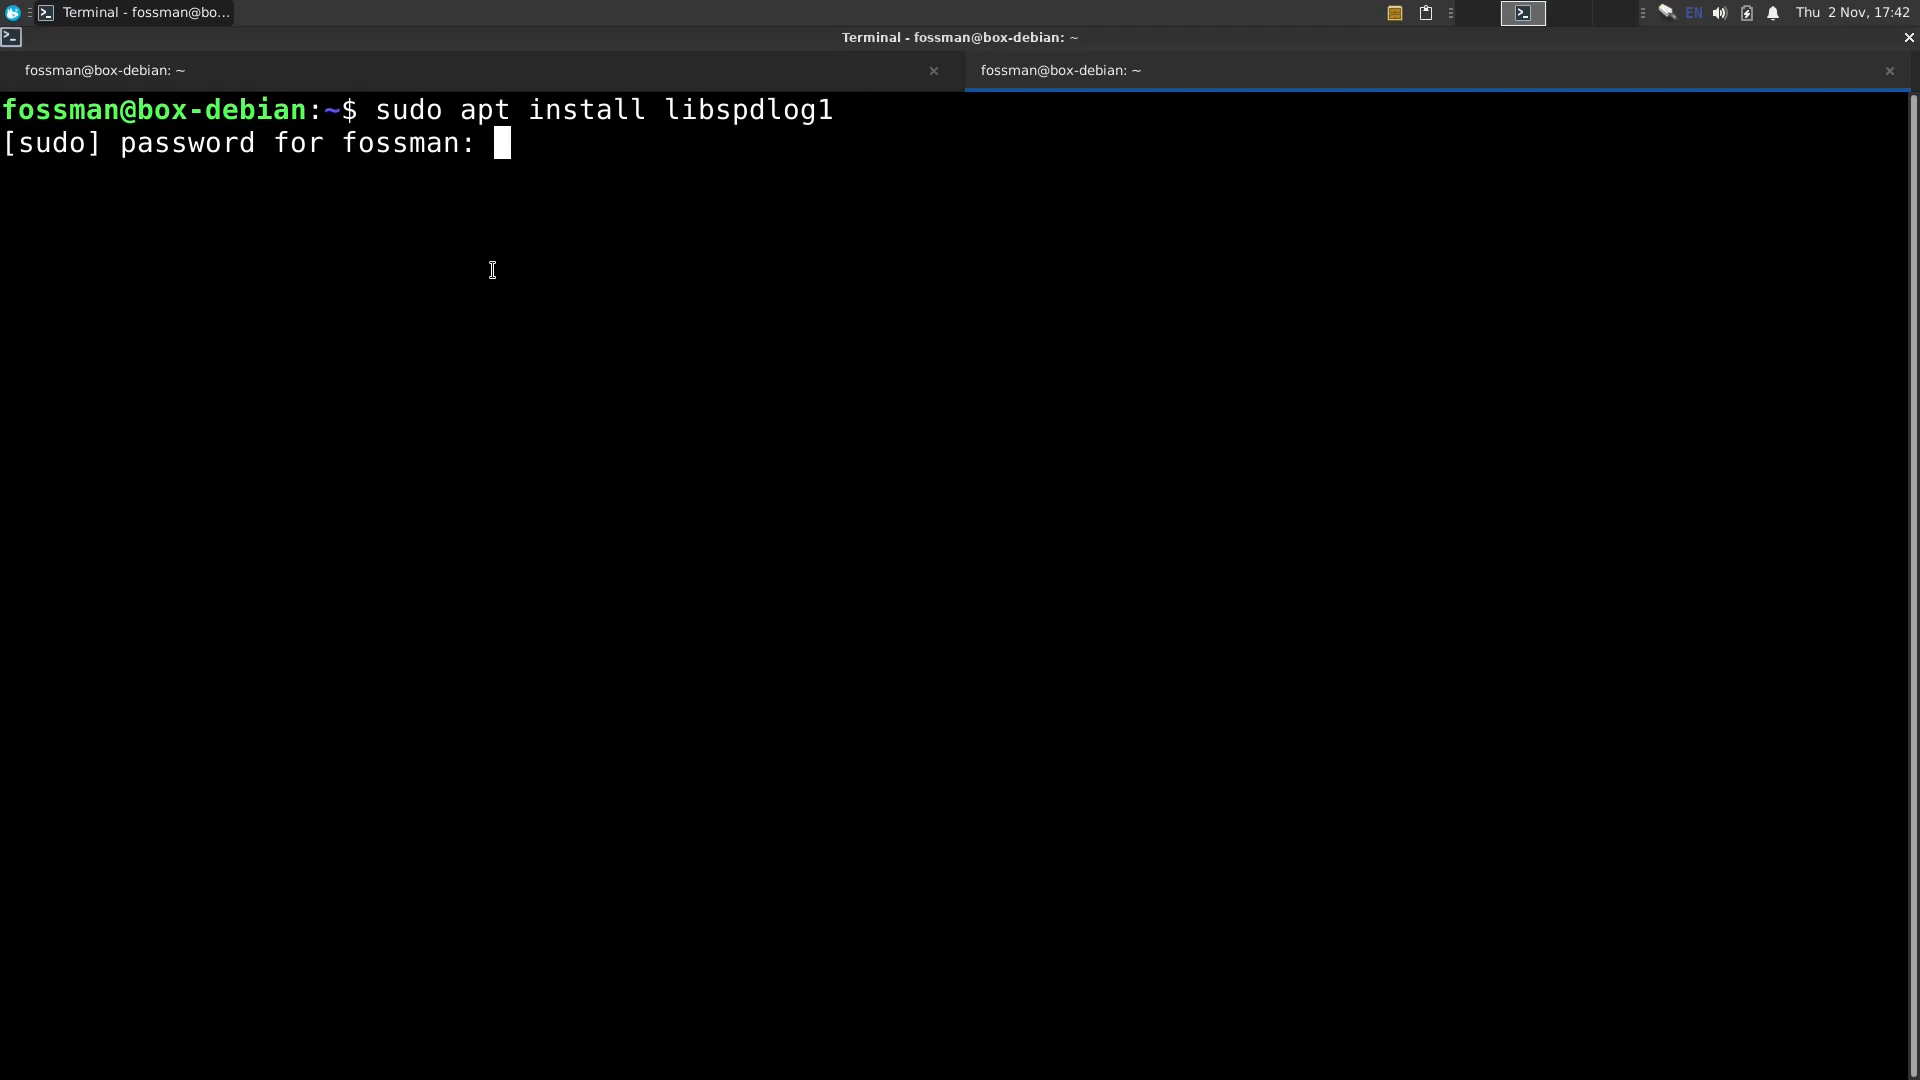 Terminal - fossman@bo...
EN
Thu 2 Nov, 17:42
Terminal - fossman@box-debian: ~
fossman@box-debian: ~
fossman@box-debian: ~
fossman@box-debian:~$ sudo apt install libspdlog1
[sudo] password for fossman: